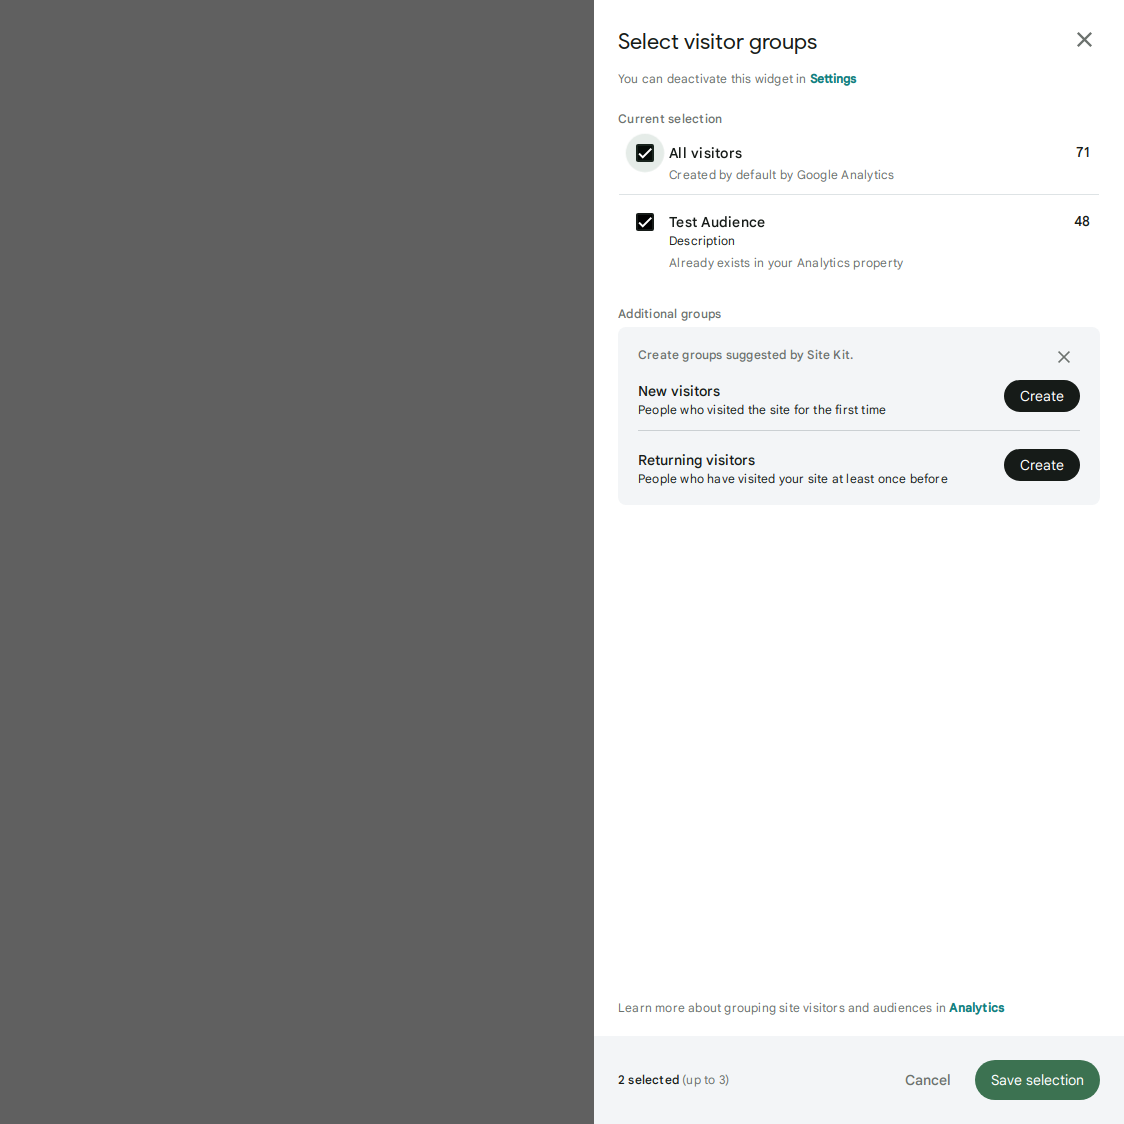 Select visitor groups
You can deactivate this widget in Settings
Current selection
All visitors 71
Created by default by Google Analytics
Test Audience 48
Description
Already exists in your Analytics property
Additional groups
Create groups suggested by Site Kit.
New visitors
People who visited the site for the first time
Create
Returning visitors
People who have visited your site at least once before
Create
Learn more about grouping site visitors and audiences in Analytics
2 selected (up to 3) Cancel Save selection